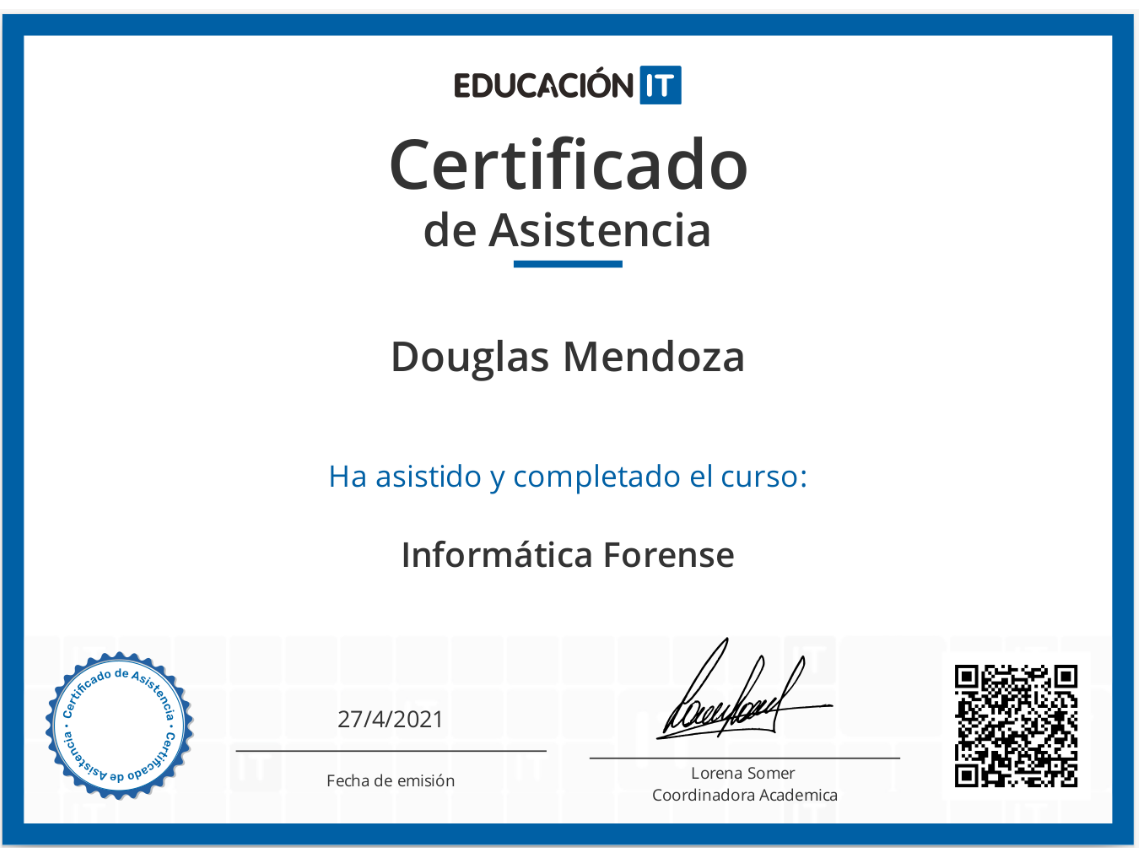 EDUCACIÓN IT
Certificado
de Asistencia
Douglas Mendoza
Ha asistido y completado el curso:
Informática Forense
Certificado de Asistencia • Certificado de Asistencia •
27/4/2021
Fecha de emisión
Lorena Somer
Coordinadora Academica